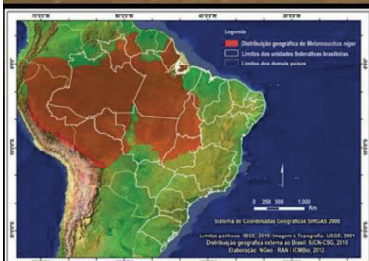 Legenda
Distribuição geográfica de Melanosuchus niger
Limites das unidades federativas brasileiras
Limites dos demais países
0 250 500 1.000
Km
Sistema de Coordenadas Geográficas SIRGAS 2000
Limites políticos: IBGE, 2010; Imagem e Topografia: USGS, 2001
Distribuição geográfica externa ao Brasil: IUCN-CSG, 2010
Elaboração: NGeo - RAN / ICMBio; 2012